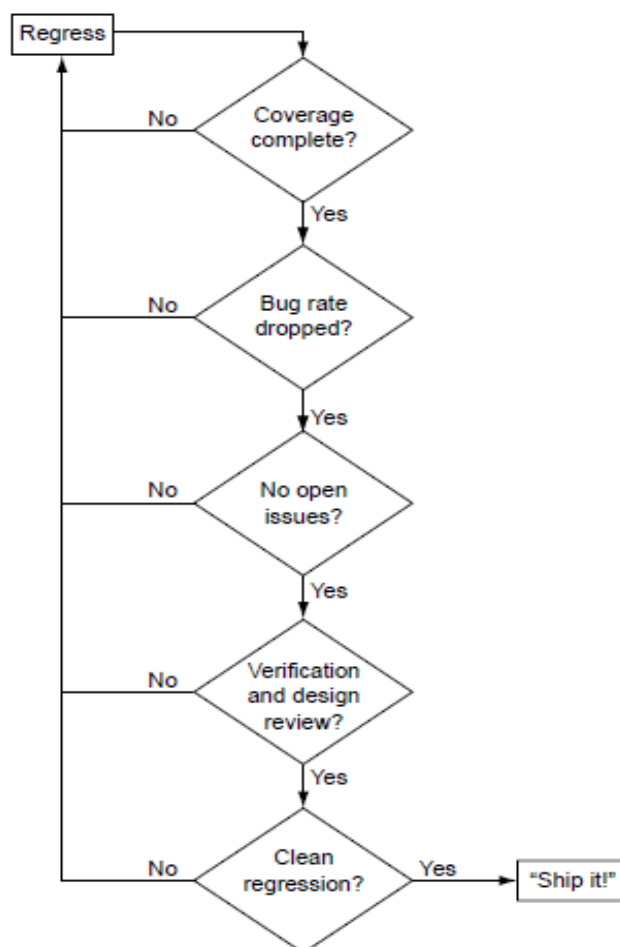 Regress
Coverage
complete?
No
Yes
Bug rate
dropped?
No
Yes
No open
issues?
No
Yes
Verification
and design
review?
No
Yes
Clean
regression?
No
Yes
“Ship it!”